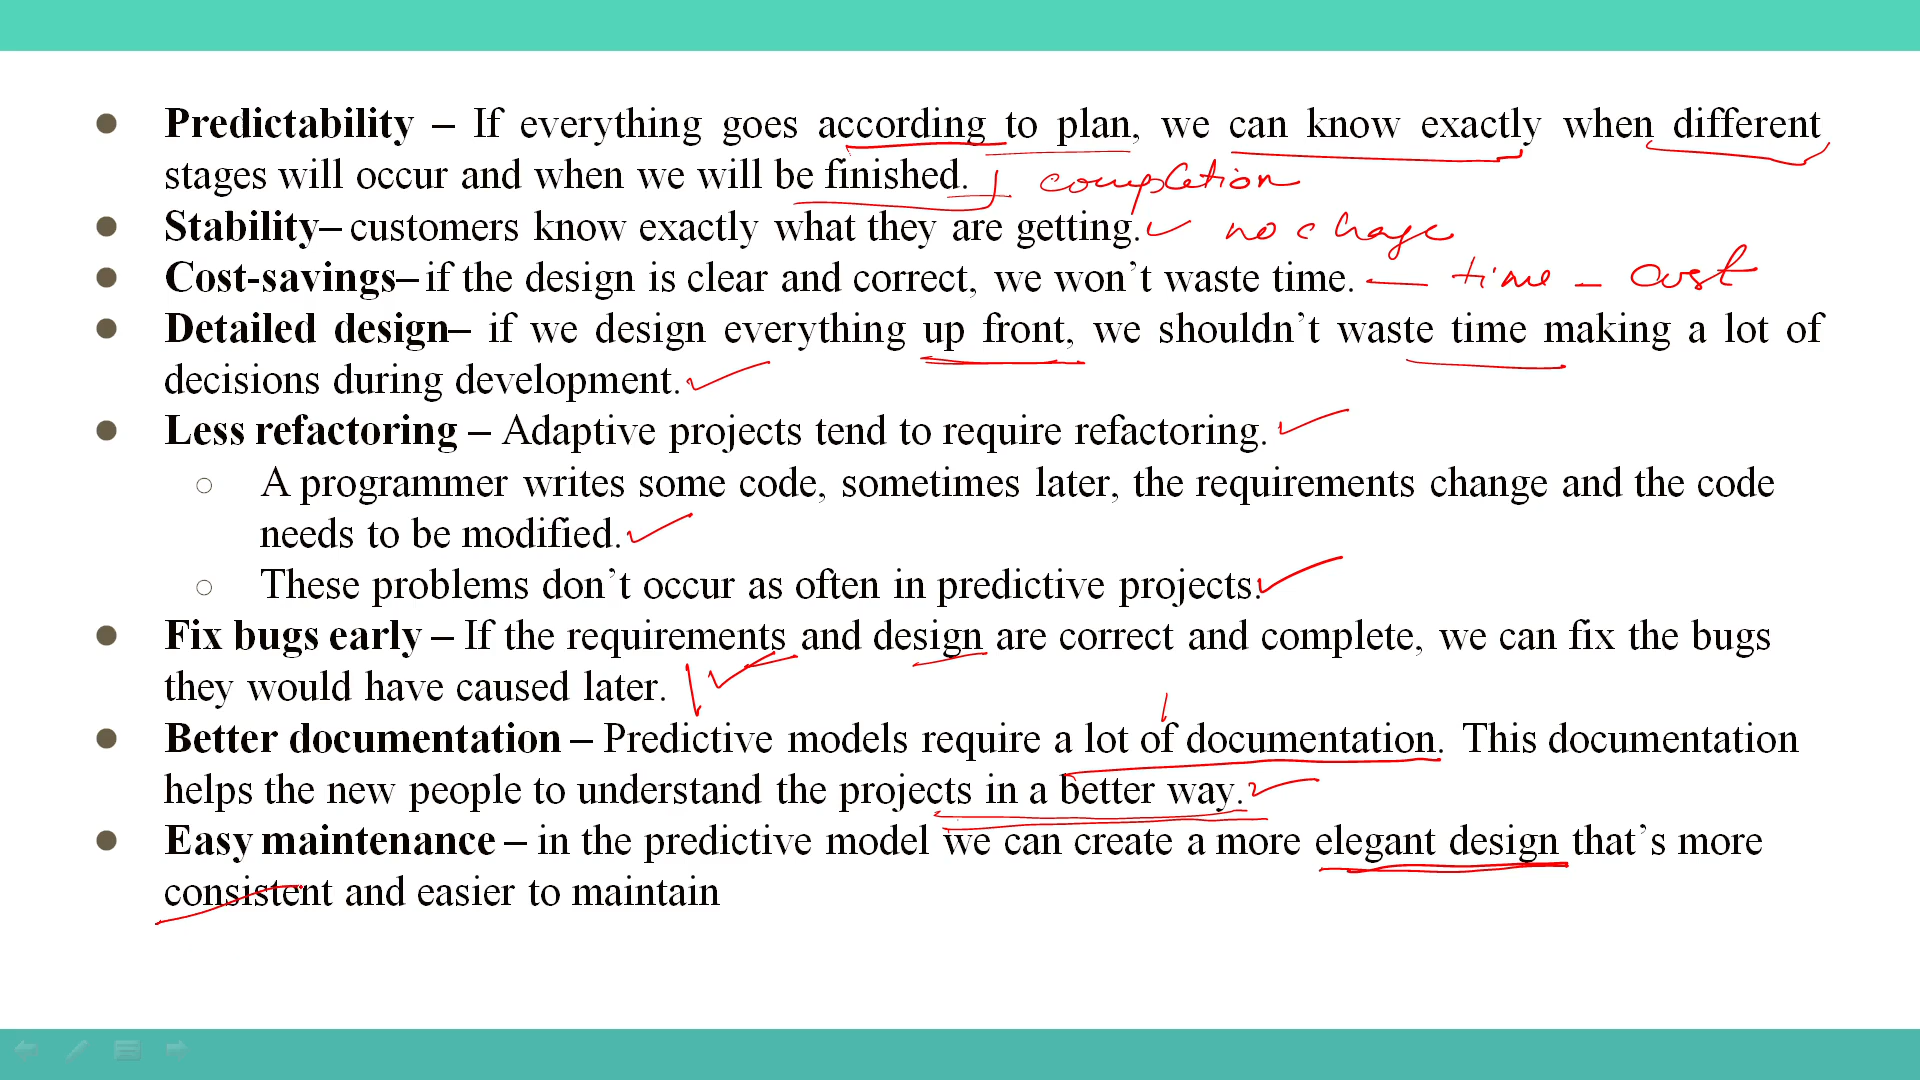 ● Predictability – If everything goes according to plan, we can know exactly when different
stages will occur and when we will be finished. completion
● Stability– customers know exactly what they are getting. no chage
● Cost-savings– if the design is clear and correct, we won’t waste time. — time – cost
● Detailed design– if we design everything up front, we shouldn’t waste time making a lot of
decisions during development.
● Less refactoring – Adaptive projects tend to require refactoring.
○ A programmer writes some code, sometimes later, the requirements change and the code
needs to be modified.
○ These problems don’t occur as often in predictive projects.
● Fix bugs early – If the requirements and design are correct and complete, we can fix the bugs
they would have caused later.
● Better documentation – Predictive models require a lot of documentation. This documentation
helps the new people to understand the projects in a better way.
● Easy maintenance – in the predictive model we can create a more elegant design that’s more
consistent and easier to maintain